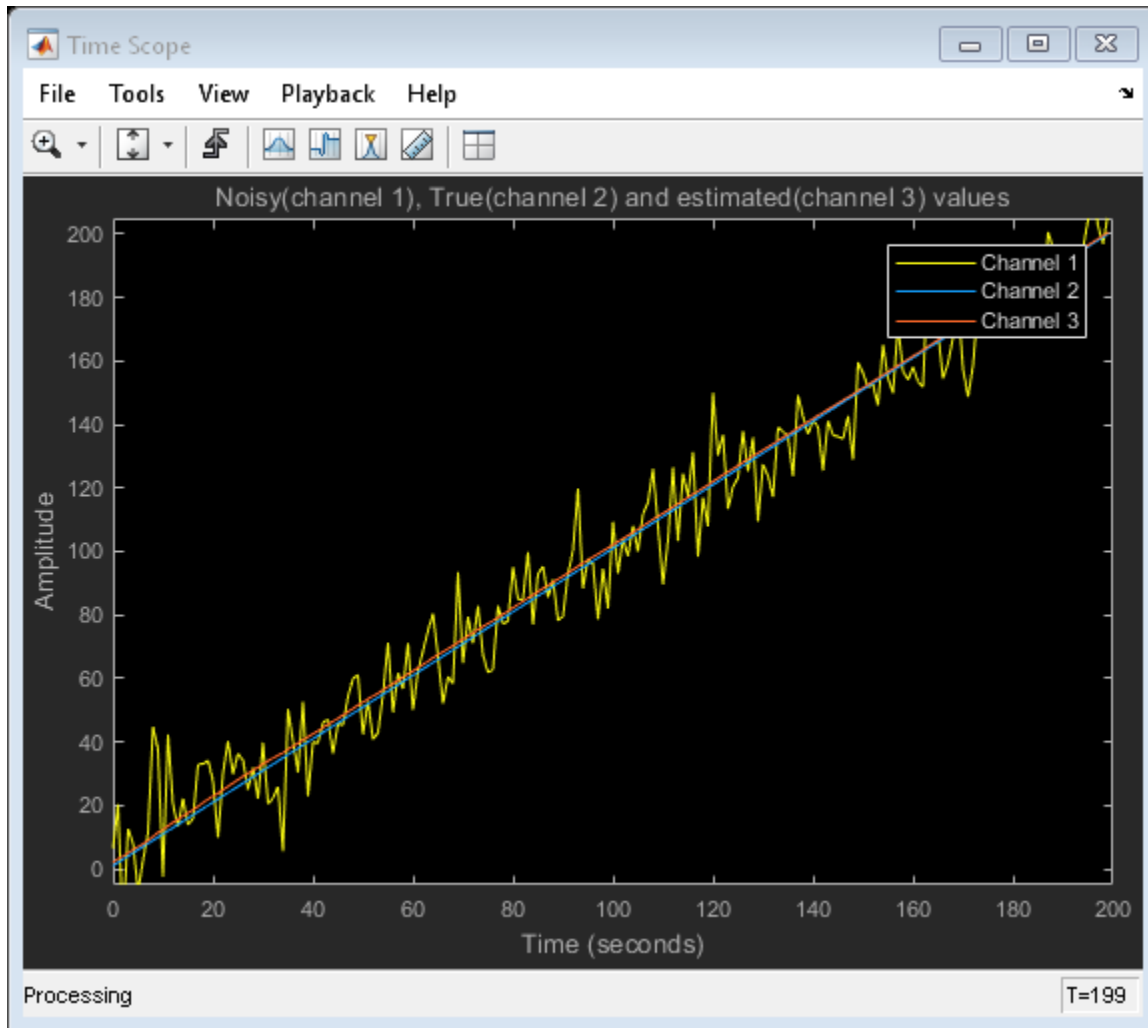 Time Scope
File Tools View Playback Help
Noisy(channel 1), True(channel 2) and estimated(channel 3) values
Channel 1
Channel 2
Channel 3
200
180
160
140
120
100
80
60
40
20
0
Amplitude
0 20 40 60 80 100 120 140 160 180 200
Time (seconds)
Processing T=199